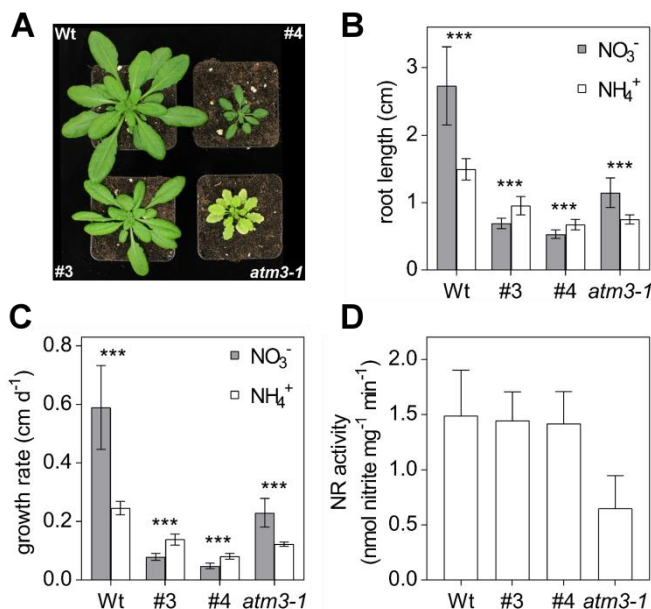 A
Wt
#4
#3
atm3-1
B
***
***
***
***
NO₃⁻
NH₄⁺
root length (cm)
3
2
1
0
Wt
#3
#4
atm3-1
C
***
***
***
***
NO₃⁻
NH₄⁺
growth rate (cm d⁻¹)
0.8
0.6
0.4
0.2
0.0
Wt
#3
#4
atm3-1
D
NR activity
(nmol nitrite mg⁻¹ min⁻¹)
2.0
1.5
1.0
0.5
0.0
Wt
#3
#4
atm3-1